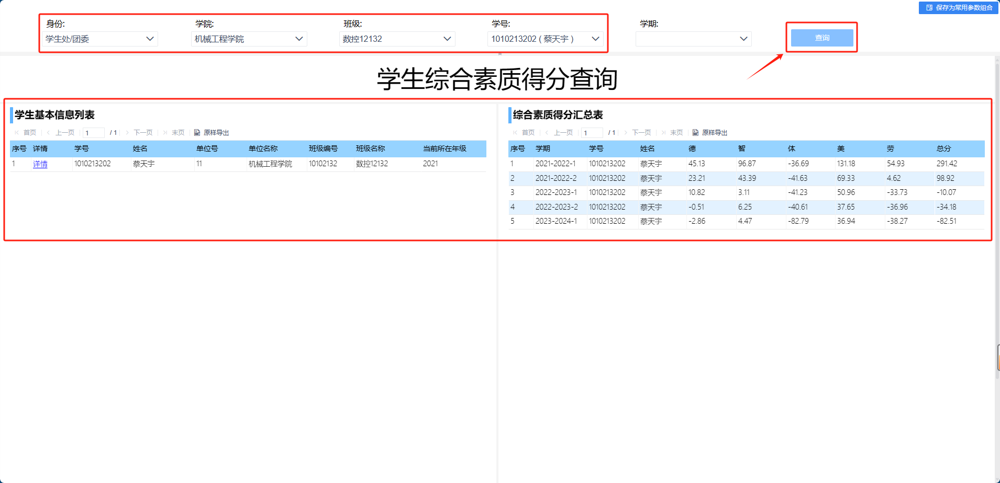 保存为常用参数组合
身份: 学院: 班级: 学号: 学期:
学生处/团委 机械工程学院 数控12132 1010213202 ( 蔡天宇 ) 查询
学生综合素质得分查询
学生基本信息列表
首页 上一页 1 / 1 下一页 末页 原样导出
序号 详情 学号 姓名 单位号 单位名称 班级编号 班级名称 当前所在年级
1 详情 1010213202 蔡天宇 11 机械工程学院 10102132 数控12132 2021
综合素质得分汇总表
首页 上一页 1 / 1 下一页 末页 原样导出
序号 学期 学号 姓名 德 智 体 美 劳 总分
1 2021-2022-1 1010213202 蔡天宇 45.13 96.87 -36.69 131.18 54.93 291.42
2 2021-2022-2 1010213202 蔡天宇 23.21 43.39 -41.63 69.33 4.62 98.92
3 2022-2023-1 1010213202 蔡天宇 10.82 3.11 -41.23 50.96 -33.73 -10.07
4 2022-2023-2 1010213202 蔡天宇 -0.51 6.25 -40.61 37.65 -36.96 -34.18
5 2023-2024-1 1010213202 蔡天宇 -2.86 4.47 -82.79 36.94 -38.27 -82.51